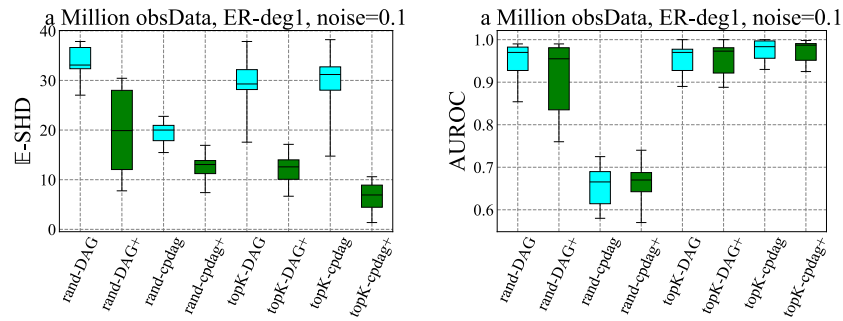 a Million obsData, ER-deg1, noise=0.1
40
30
20
10
0
𝔼-SHD
rand-DAG
rand-DAG+
rand-cpdag
rand-cpdag+
topK-DAG
topK-DAG+
topK-cpdag
topK-cpdag+
a Million obsData, ER-deg1, noise=0.1
1.0
0.9
0.8
0.7
0.6
AUROC
rand-DAG
rand-DAG+
rand-cpdag
rand-cpdag+
topK-DAG
topK-DAG+
topK-cpdag
topK-cpdag+